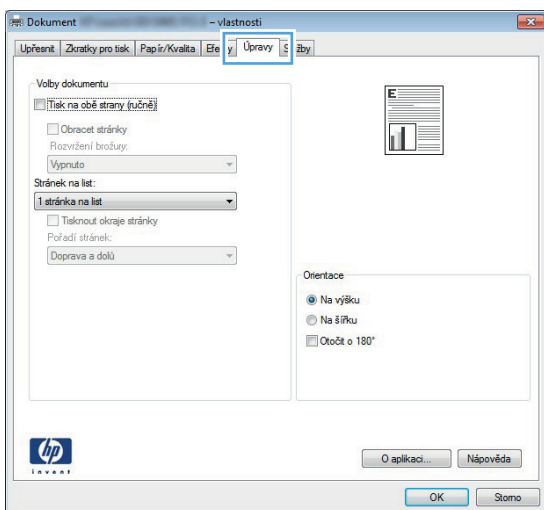 Dokument – vlastnosti
Upřesnit Zkratky pro tisk Papír/Kvalita Úpravy
Volby dokumentu
Tisk na obě strany (ručně)
Obracet stránky
Rozvržení brožury:
Vypnuto
Stránek na list:
1 stránka na list
Tisknout okraje stránky
Pořadí stránek:
Doprava a dolů
E
Orientace
Na výšku
Na šířku
Otočit o 180°
hp
invent
O aplikaci... Nápověda
OK Storno